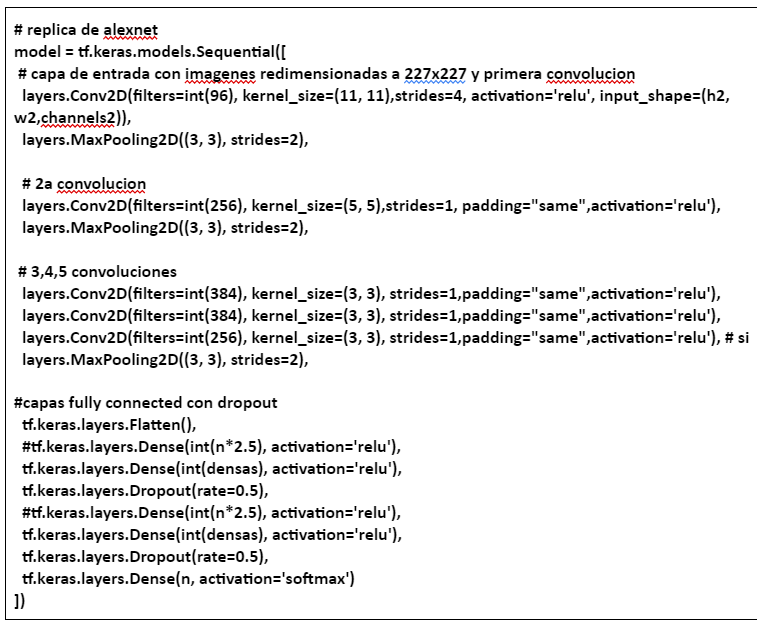 # replica de alexnet
model = tf.keras.models.Sequential([
# capa de entrada con imagenes redimensionadas a 227x227 y primera convolucion
layers.Conv2D(filters=int(96), kernel_size=(11, 11),strides=4, activation='relu', input_shape=(h2,
w2,channels2)),
layers.MaxPooling2D((3, 3), strides=2),
# 2a convolucion
layers.Conv2D(filters=int(256), kernel_size=(5, 5),strides=1, padding="same",activation='relu'),
layers.MaxPooling2D((3, 3), strides=2),
# 3,4,5 convoluciones
layers.Conv2D(filters=int(384), kernel_size=(3, 3), strides=1,padding="same",activation='relu'),
layers.Conv2D(filters=int(384), kernel_size=(3, 3), strides=1,padding="same",activation='relu'),
layers.Conv2D(filters=int(256), kernel_size=(3, 3), strides=1,padding="same",activation='relu'), # si
layers.MaxPooling2D((3, 3), strides=2),
#capas fully connected con dropout
tf.keras.layers.Flatten(),
#tf.keras.layers.Dense(int(n*2.5), activation='relu'),
tf.keras.layers.Dense(int(densas), activation='relu'),
tf.keras.layers.Dropout(rate=0.5),
#tf.keras.layers.Dense(int(n*2.5), activation='relu'),
tf.keras.layers.Dense(int(densas), activation='relu'),
tf.keras.layers.Dropout(rate=0.5),
tf.keras.layers.Dense(n, activation='softmax')
])